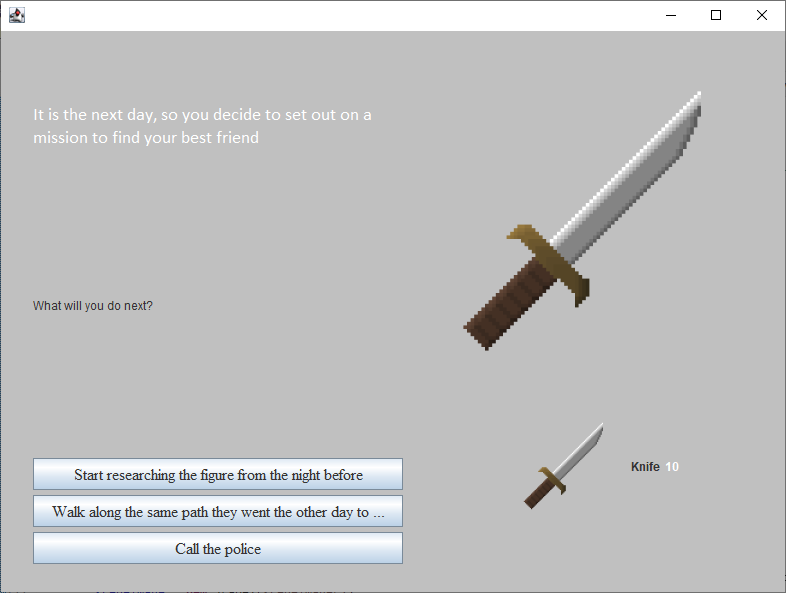 It is the next day, so you decide to set out on a
mission to find your best friend
What will you do next?
Start researching the figure from the night before
Walk along the same path they went the other day to ...
Call the police
Knife 10